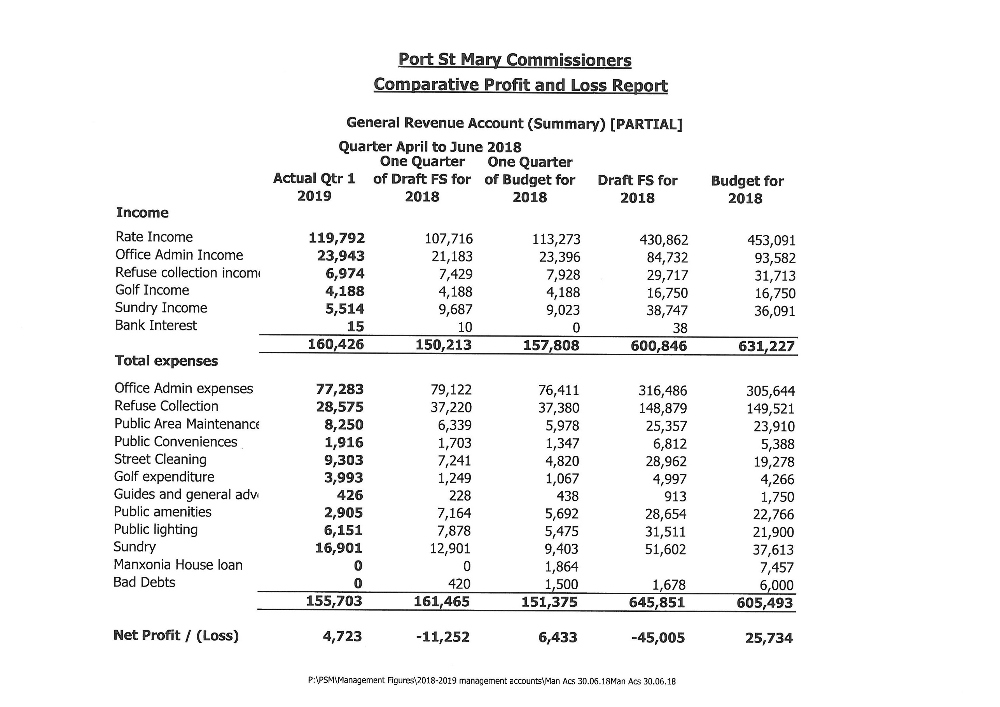 Port St Mary Commissioners
Comparative Profit and Loss Report
General Revenue Account (Summary) [PARTIAL]
Quarter April to June 2018
One Quarter One Quarter
Actual Qtr 1 of Draft FS for of Budget for Draft FS for Budget for
2019 2018 2018 2018 2018
Income
Rate Income 119,792 107,716 113,273 430,862 453,091
Office Admin Income 23,943 21,183 23,396 84,732 93,582
Refuse collection incom 6,974 7,429 7,928 29,717 31,713
Golf Income 4,188 4,188 4,188 16,750 16,750
Sundry Income 5,514 9,687 9,023 38,747 36,091
Bank Interest 15 10 0 38
160,426 150,213 157,808 600,846 631,227
Total expenses
Office Admin expenses 77,283 79,122 76,411 316,486 305,644
Refuse Collection 28,575 37,220 37,380 148,879 149,521
Public Area Maintenance 8,250 6,339 5,978 25,357 23,910
Public Conveniences 1,916 1,703 1,347 6,812 5,388
Street Cleaning 9,303 7,241 4,820 28,962 19,278
Golf expenditure 3,993 1,249 1,067 4,997 4,266
Guides and general adv 426 228 438 913 1,750
Public amenities 2,905 7,164 5,692 28,654 22,766
Public lighting 6,151 7,878 5,475 31,511 21,900
Sundry 16,901 12,901 9,403 51,602 37,613
Manxonia House loan 0 0 1,864 7,457
Bad Debts 0 420 1,500 1,678 6,000
155,703 161,465 151,375 645,851 605,493
Net Profit / (Loss) 4,723 -11,252 6,433 -45,005 25,734
P:\PSM\Management Figures\2018-2019 management accounts\Man Acs 30.06.18Man Acs 30.06.18